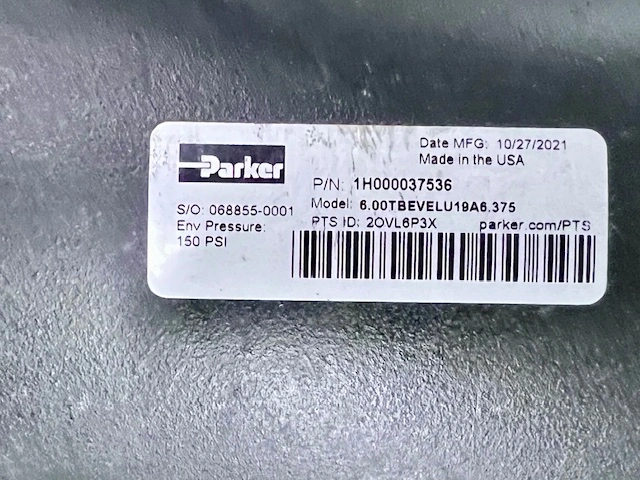 Parker
Date MFG: 10/27/2021
Made in the USA
P/N: 1H000037536
Model: 6.00TBEVELU19A6.375
S/O: 068855-0001
PTS ID: 2OVL6P3X parker.com/PTS
Env Pressure:
150 PSI